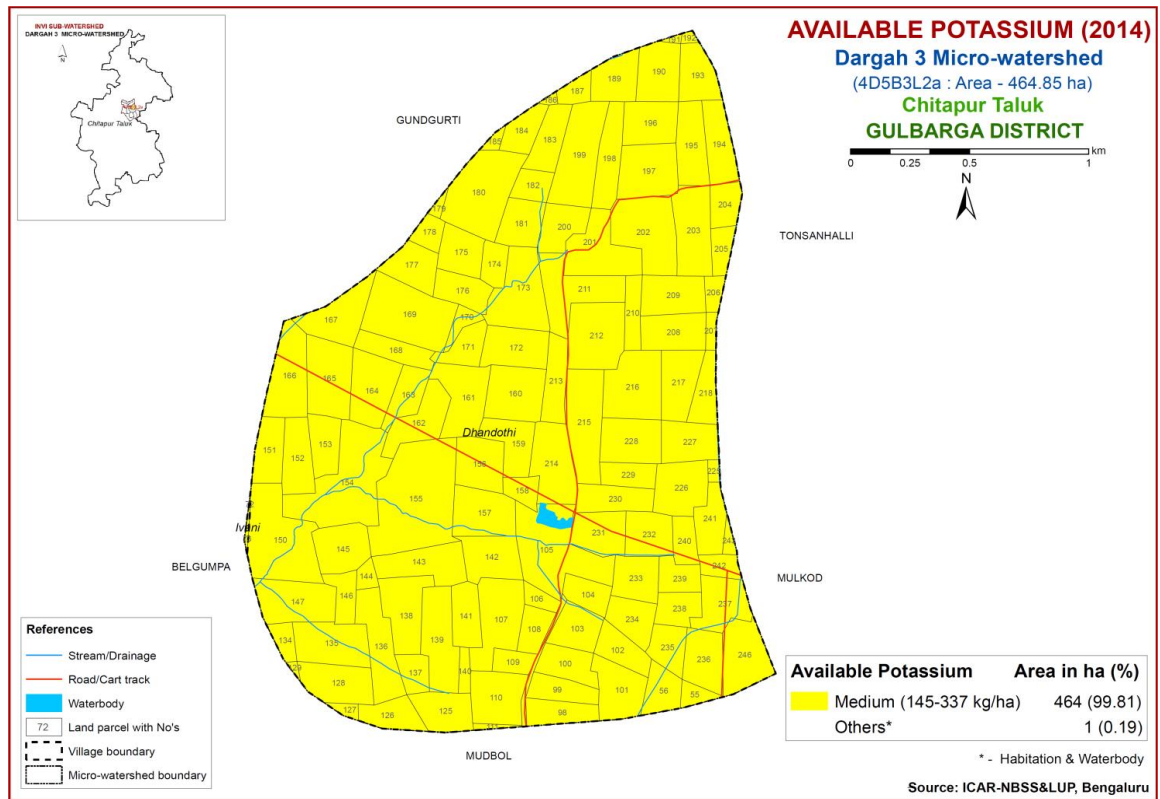 INVI SUB-WATERSHED
DARGAH 3 MICRO-WATERSHED
N
Chitapur Taluk
AVAILABLE POTASSIUM (2014)
Dargah 3 Micro-watershed
(4D5B3L2a : Area - 464.85 ha)
Chitapur Taluk
GULBARGA DISTRICT
km
0 0.25 0.5 1
N
GUNDGURTI
TONSANHALLI
191 192
189 190 193
187
186
184 183 196
185 199 198 195 194
197
182
180
179 181 200 204
178 201 202 203
175 205
177 174
176 173 211 209 206
169 210
167 170
208
168 171 172 212
213
166 165 164 163 161 160 216 217 218
162 215
Dhandothi
151 153 159 228 227
152 156 214
154 229
155 158 226
230
157
Ivani
150 231 232 241
145 105 240
142
BELGUMPA
143
MULKOD
144 242
233 239
147 146 106 104 237
138 141 107 238
234
134 135 136 139 108 103
102 235
109 100 236 246
137 140
128
99 101 56 55
127 126 125 110
98
MUDBOL
References
Stream/Drainage
Road/Cart track
Waterbody
72 Land parcel with No's
Village boundary
Micro-watershed boundary
Available Potassium Area in ha (%)
Medium (145-337 kg/ha) 464 (99.81)
Others* 1 (0.19)
* - Habitation & Waterbody
Source: ICAR-NBSS&LUP, Bengaluru